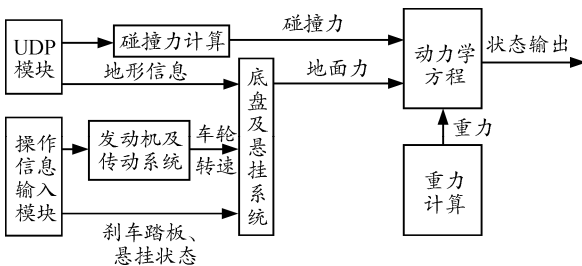 UDP
模块
碰撞力计算
碰撞力
地形信息
动力学
方程
状态输出
底盘及悬挂系统
地面力
操作
信息
输入
模块
发动机及
传动系统
车轮
转速
重力
重力
计算
刹车踏板、
悬挂状态